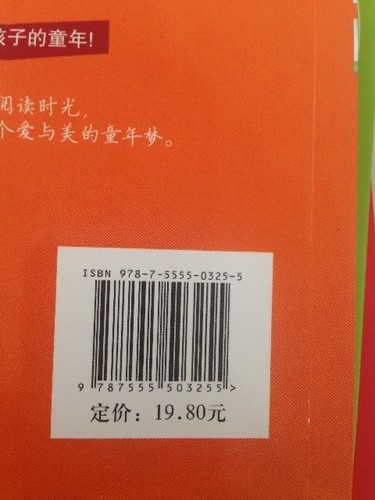 孩子的童年!
阅读时光,
个爱与美的童年梦。
ISBN 978-7-5555-0325-5
9 787555 503255 >
定价: 19.80元